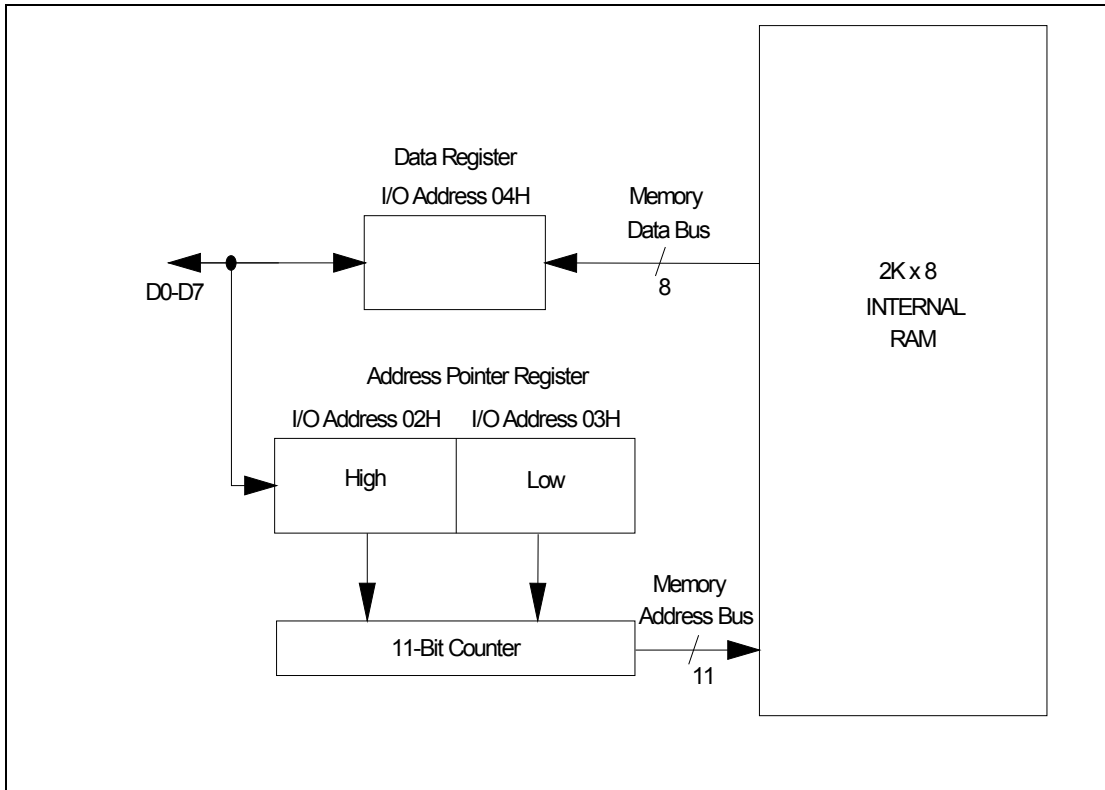 Data Register
I/O Address 04H
Memory
Data Bus
8
D0-D7
2K x 8
INTERNAL
RAM
Address Pointer Register
I/O Address 02H
I/O Address 03H
High
Low
Memory
Address Bus
11
11-Bit Counter